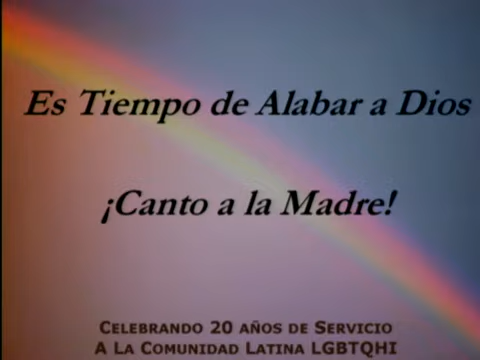 Es Tiempo de Alabar a Dios
¡Canto a la Madre!
CELEBRANDO 20 AÑOS DE SERVICIO
A LA COMUNIDAD LATINA LGBTQHI